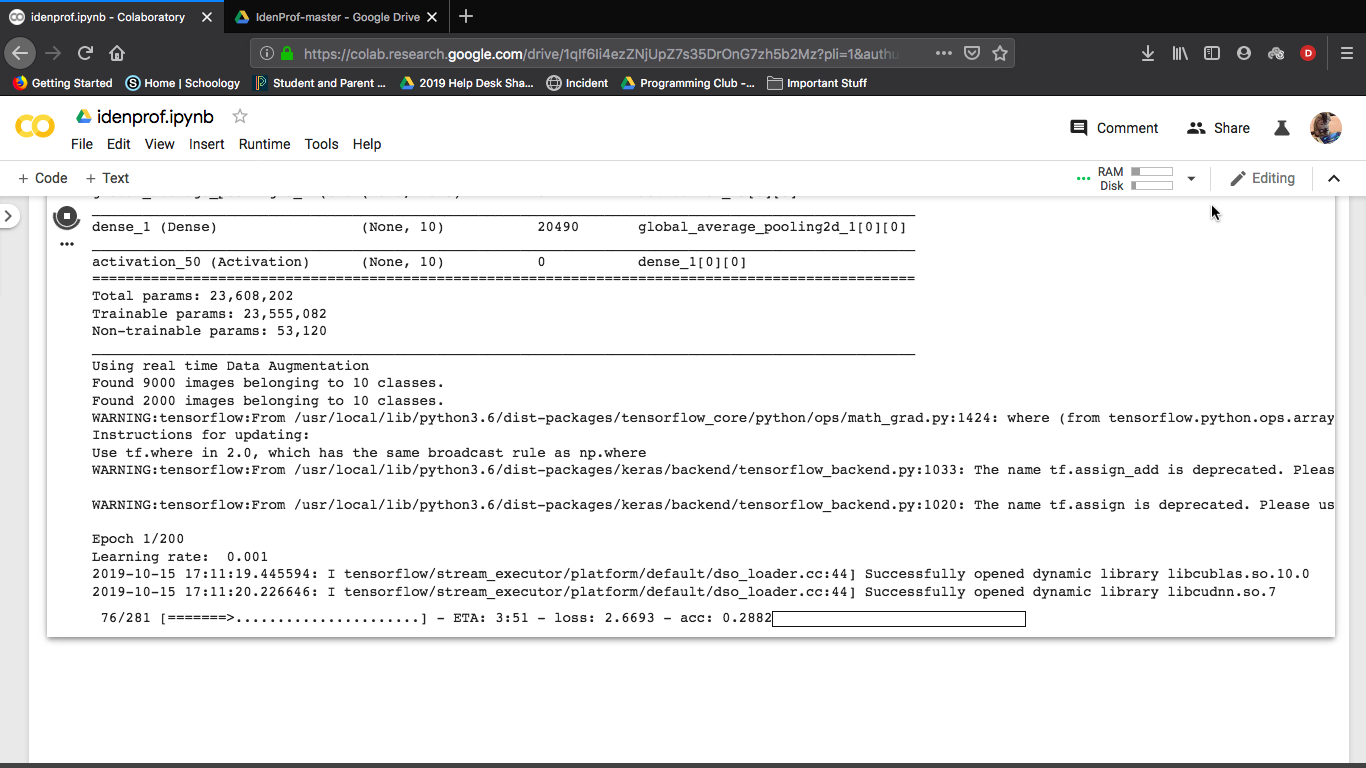 idenprof.ipynb - Colaboratory
IdenProf-master - Google Drive
https://colab.research.google.com/drive/1qlf6li4ezZNjUpZ7s35DrOnG7zh5b2Mz?pli=1&authu
D
Getting Started
Home | Schoology
Student and Parent ...
2019 Help Desk Sha...
Incident
Programming Club -...
Important Stuff
idenprof.ipynb
Comment
Share
File Edit View Insert Runtime Tools Help
+ Code + Text
RAM
Disk
Editing
dense_1 (Dense) (None, 10) 20490 global_average_pooling2d_1[0][0]
activation_50 (Activation) (None, 10) 0 dense_1[0][0]
Total params: 23,608,202
Trainable params: 23,555,082
Non-trainable params: 53,120
Using real time Data Augmentation
Found 9000 images belonging to 10 classes.
Found 2000 images belonging to 10 classes.
WARNING:tensorflow:From /usr/local/lib/python3.6/dist-packages/tensorflow_core/python/ops/math_grad.py:1424: where (from tensorflow.python.ops.array
Instructions for updating:
Use tf.where in 2.0, which has the same broadcast rule as np.where
WARNING:tensorflow:From /usr/local/lib/python3.6/dist-packages/keras/backend/tensorflow_backend.py:1033: The name tf.assign_add is deprecated. Pleas
WARNING:tensorflow:From /usr/local/lib/python3.6/dist-packages/keras/backend/tensorflow_backend.py:1020: The name tf.assign is deprecated. Please us
Epoch 1/200
Learning rate: 0.001
2019-10-15 17:11:19.445594: I tensorflow/stream_executor/platform/default/dso_loader.cc:44] Successfully opened dynamic library libcublas.so.10.0
2019-10-15 17:11:20.226646: I tensorflow/stream_executor/platform/default/dso_loader.cc:44] Successfully opened dynamic library libcudnn.so.7
76/281 [=======>......................] - ETA: 3:51 - loss: 2.6693 - acc: 0.2882